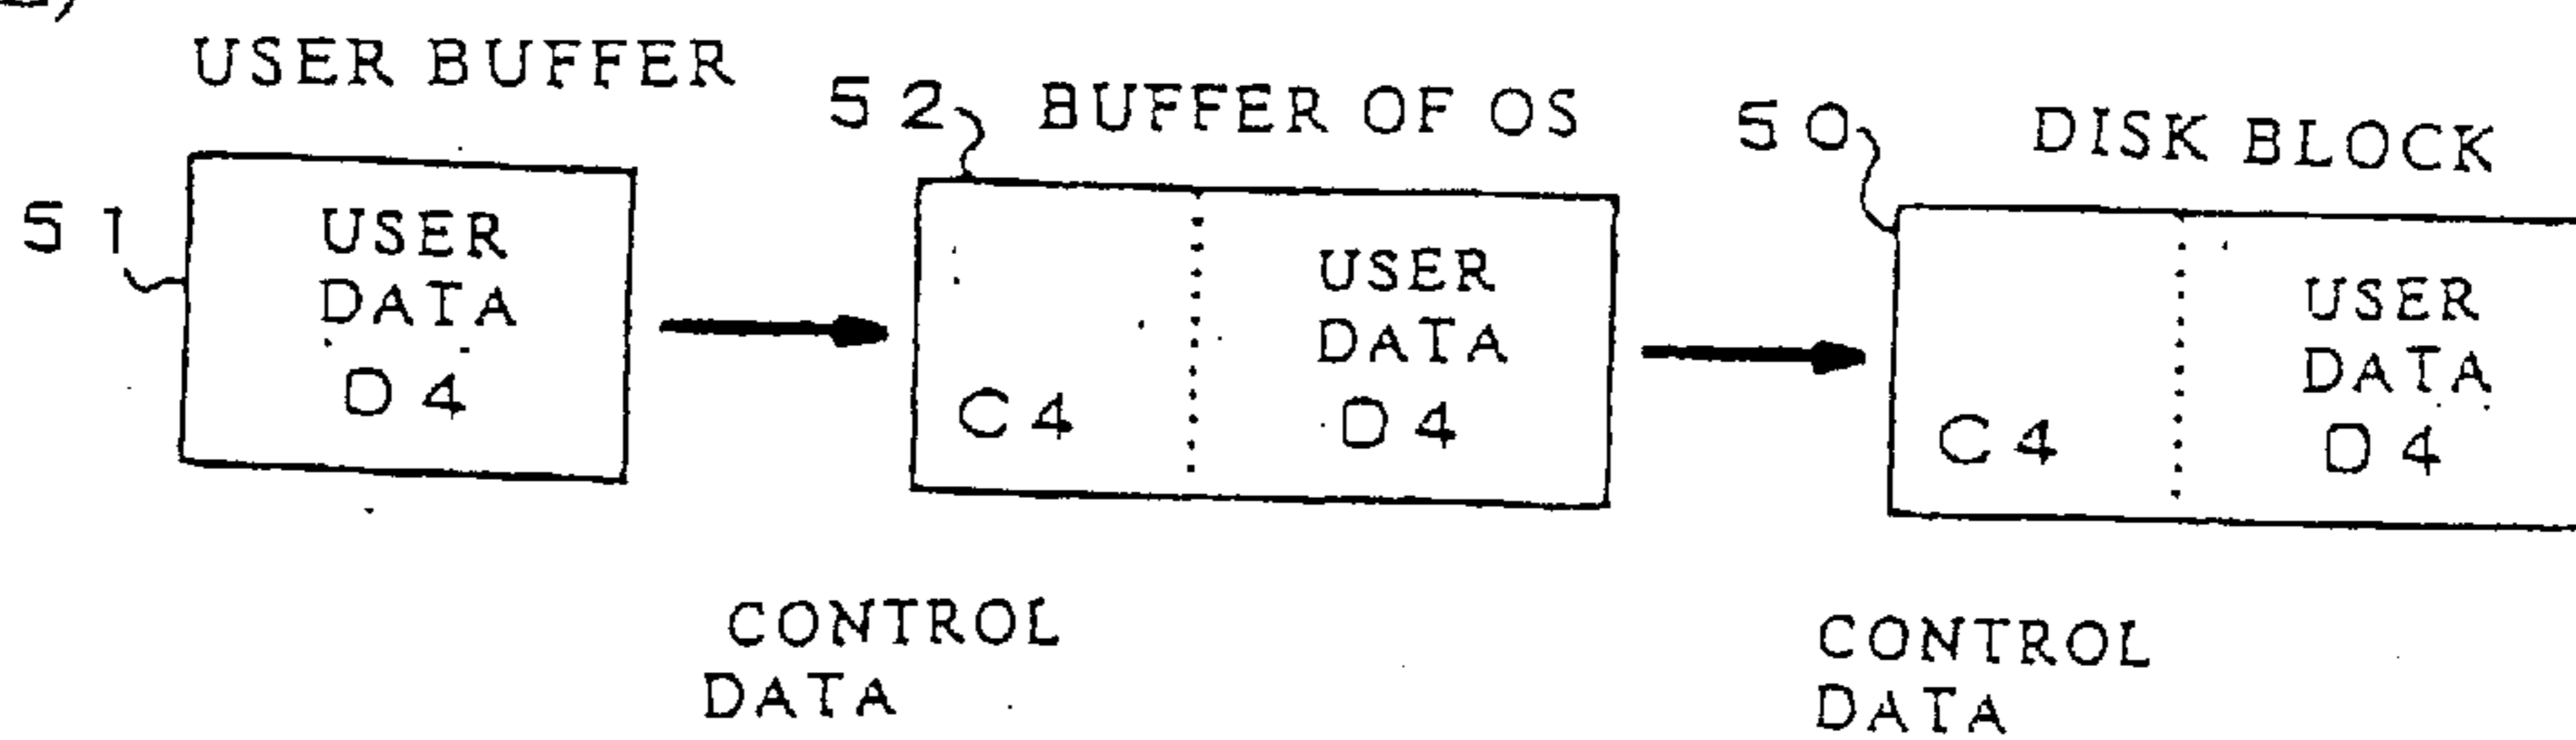 USER BUFFER
52 BUFFER OF OS
50 DISK BLOCK
51
USER
DATA
D4
C4
USER
DATA
D4
C4
USER
DATA
D4
CONTROL
DATA
CONTROL
DATA